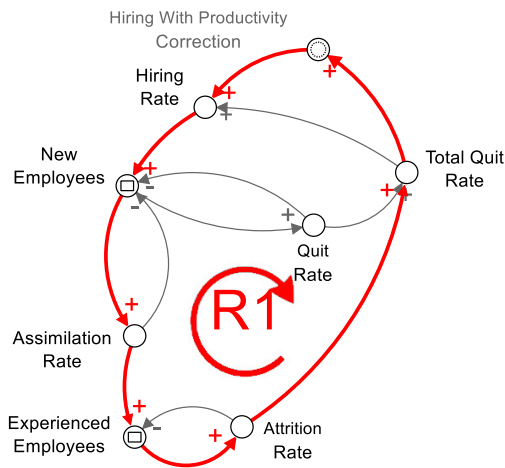 Hiring With Productivity
Correction
+
Hiring
Rate
+
+
New
Employees
+
-
-
Total Quit
Rate
+
+
+
Quit
Rate
R1
Assimilation
Rate
+
+
Experienced
Employees
-
+
Attrition
Rate